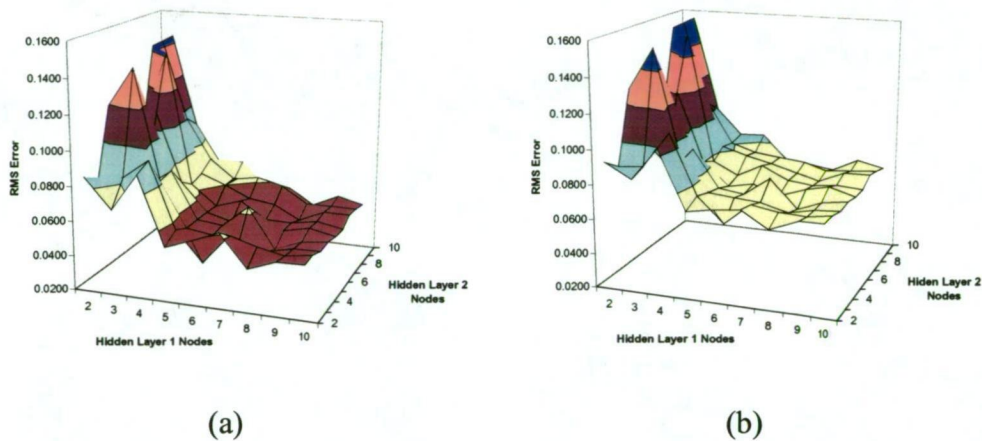 0.1600
0.1400
0.1200
0.1000
0.0800
0.0600
0.0400
0.0200
RMS Error
2 3 4 5 6 7 8 9 10
Hidden Layer 1 Nodes
10
8
6
4
2
Hidden Layer 2
Nodes
(a)
0.1600
0.1400
0.1200
0.1000
0.0800
0.0600
0.0400
0.0200
RMS Error
2 3 4 5 6 7 8 9 10
Hidden Layer 1 Nodes
10
8
6
4
2
Hiden Layer 2
Nodes
(b)